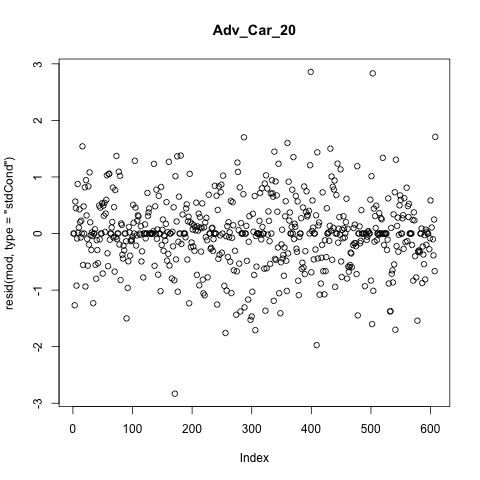 Adv_Car_20
resid(mod, type = "stdCond")
3
2
1
0
-1
-2
-3
0 100 200 300 400 500 600
Index